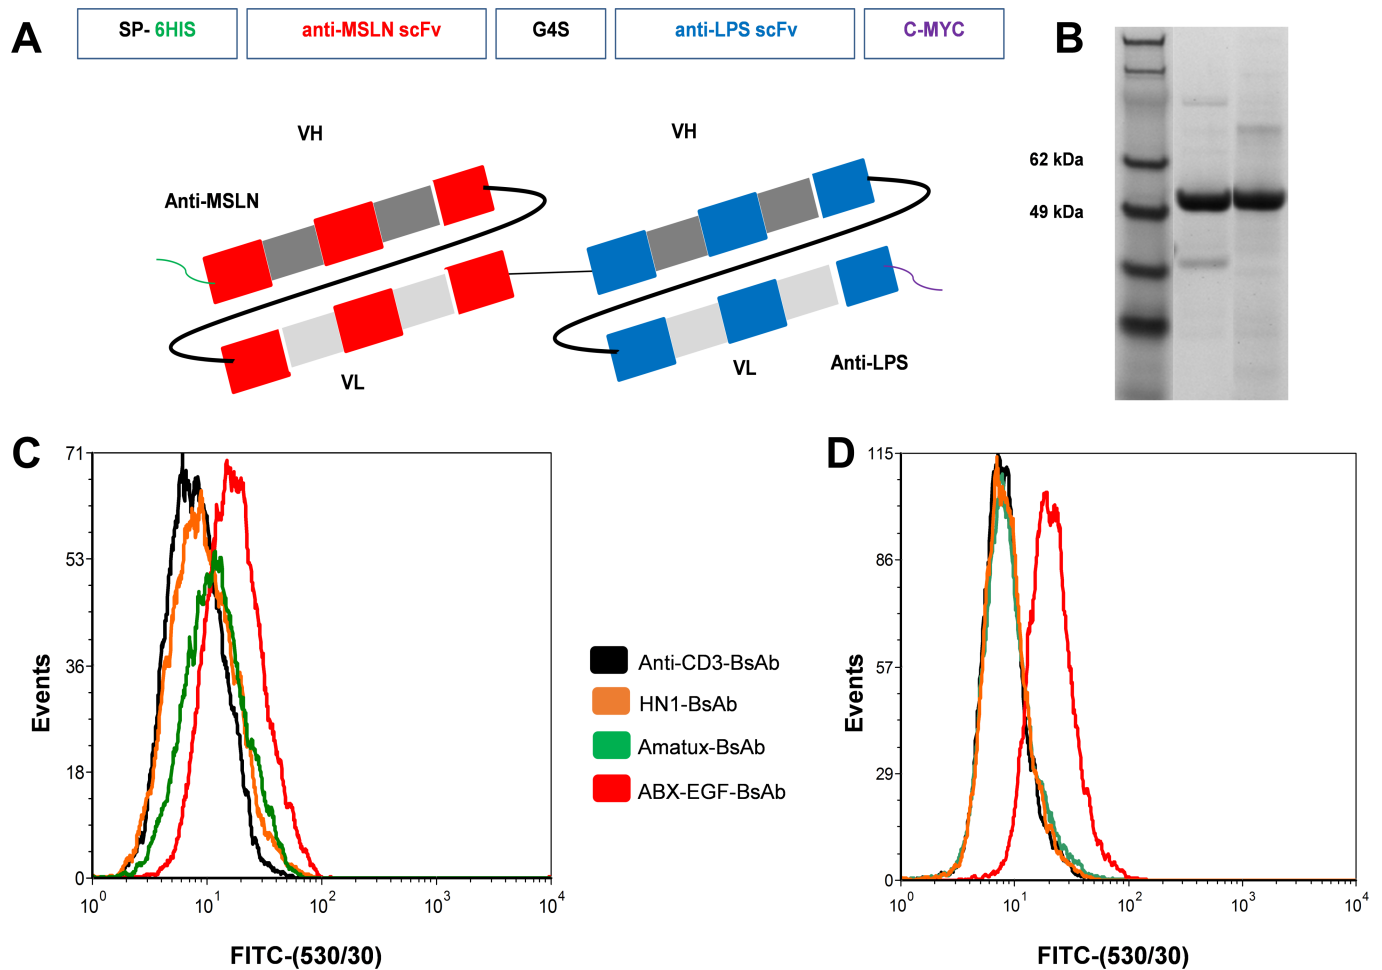 A
SP- 6HIS
anti-MSLN scFv
G4S
anti-LPS scFv
C-MYC
B
VH
VH
Anti-MSLN
VL
VL
Anti-LPS
62 kDa
49 kDa
C
71
53
36
18
0
10^0
10^1
10^2
10^3
10^4
Events
FITC-(530/30)
Anti-CD3-BsAb
HN1-BsAb
Amatux-BsAb
ABX-EGF-BsAb
D
115
86
57
29
0
10^0
10^1
10^2
10^3
10^4
Events
FITC-(530/30)